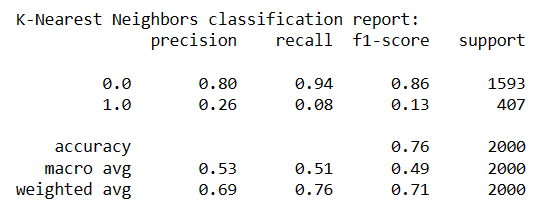 K-Nearest Neighbors classification report:
precision recall f1-score support
0.0 0.80 0.94 0.86 1593
1.0 0.26 0.08 0.13 407
accuracy 0.76 2000
macro avg 0.53 0.51 0.49 2000
weighted avg 0.69 0.76 0.71 2000